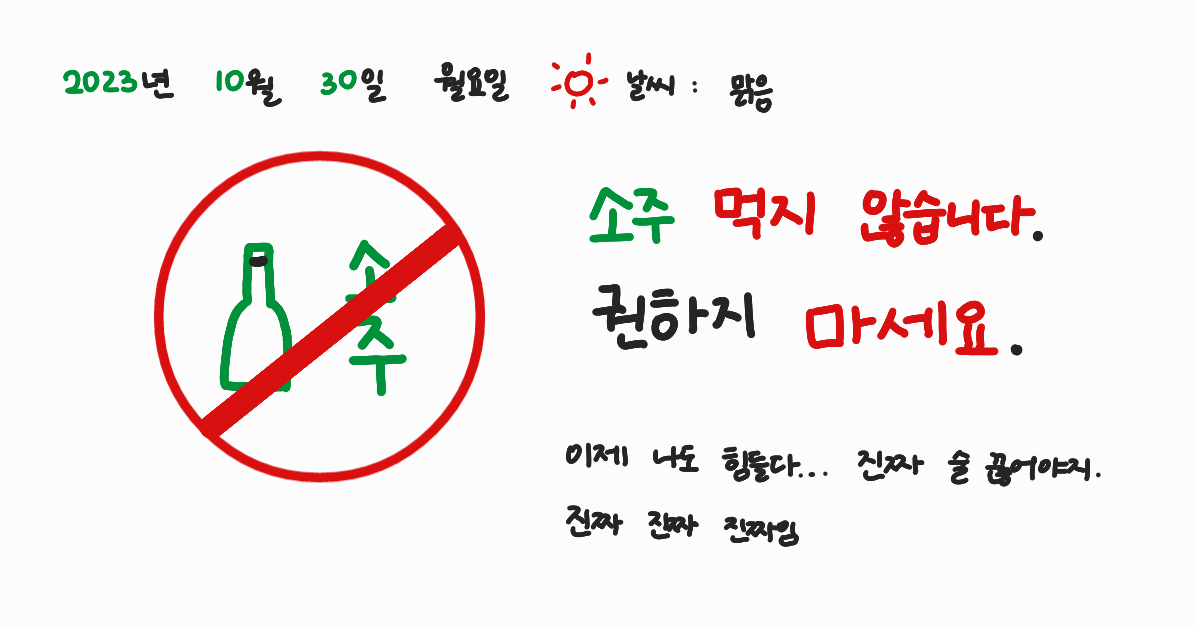 2023년 10월 30일 월요일 날씨 : 맑음
소주
소주 먹지 않습니다.
권하지 마세요.
이제 나도 힘들다... 진짜 술 끊어야지.
진짜 진짜 진짜임